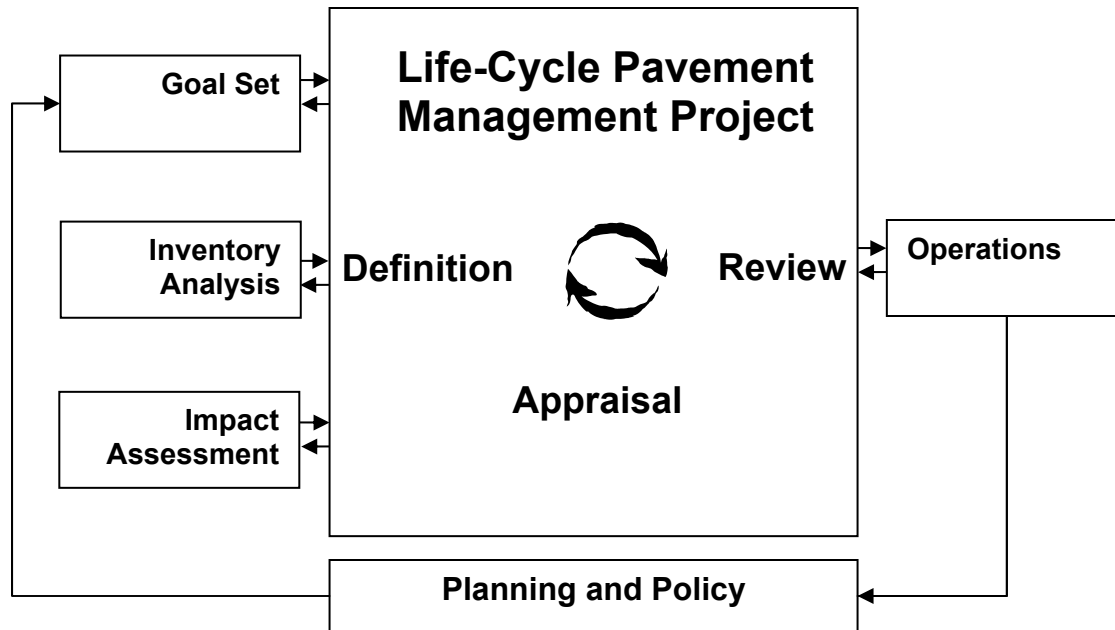 Life-Cycle Pavement
Management Project
Goal Set
Inventory
Analysis
Definition
Review
Operations
Appraisal
Impact
Assessment
Planning and Policy